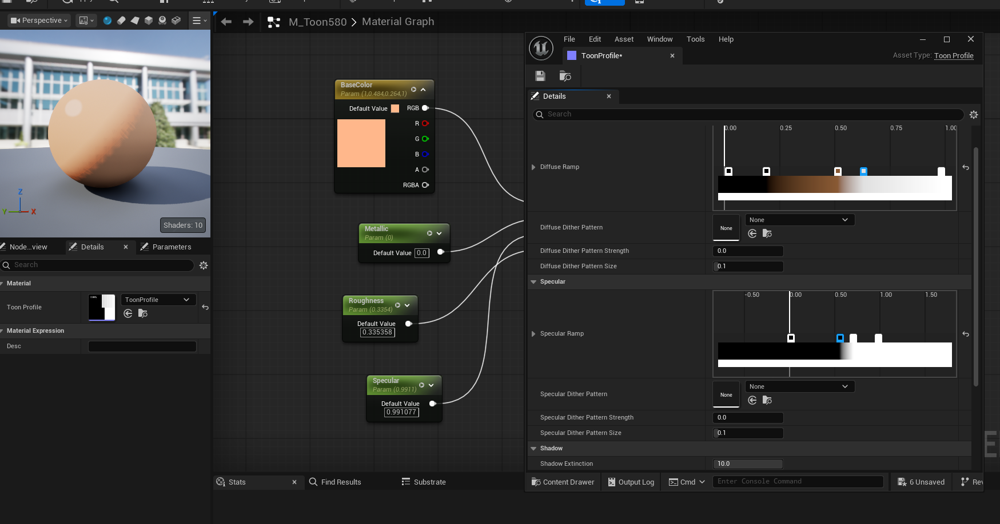 Perspective
M_Toon580
Material Graph
Z
Y
X
Shaders: 10
Node...view
Details
Parameters
Search
Material
Toon Profile
ToonProfile
Material Expression
Desc
BaseColor
Param (1,0.484,0.264,1)
Default Value
RGB
R
G
B
A
RGBA
Metallic
Param (0)
Default Value 0.0
Roughness
Param (0.3354)
Default Value
0.335358
Specular
Param (0.9911)
Default Value
0.991077
Stats
Find Results
Substrate
File Edit Asset Window Tools Help
ToonProfile*
Asset Type: Toon Profile
Details
Search
0.00 0.25 0.50 0.75 1.00
Diffuse Ramp
Diffuse Dither Pattern
None
None
Diffuse Dither Pattern Strength
0.0
Diffuse Dither Pattern Size
0.1
Specular
-0.50 0.00 0.50 1.00 1.50
Specular Ramp
Specular Dither Pattern
None
None
Specular Dither Pattern Strength
0.0
Specular Dither Pattern Size
0.1
Shadow
Shadow Extinction
10.0
Content Drawer
Output Log
Cmd
Enter Console Command
6 Unsaved
Rev